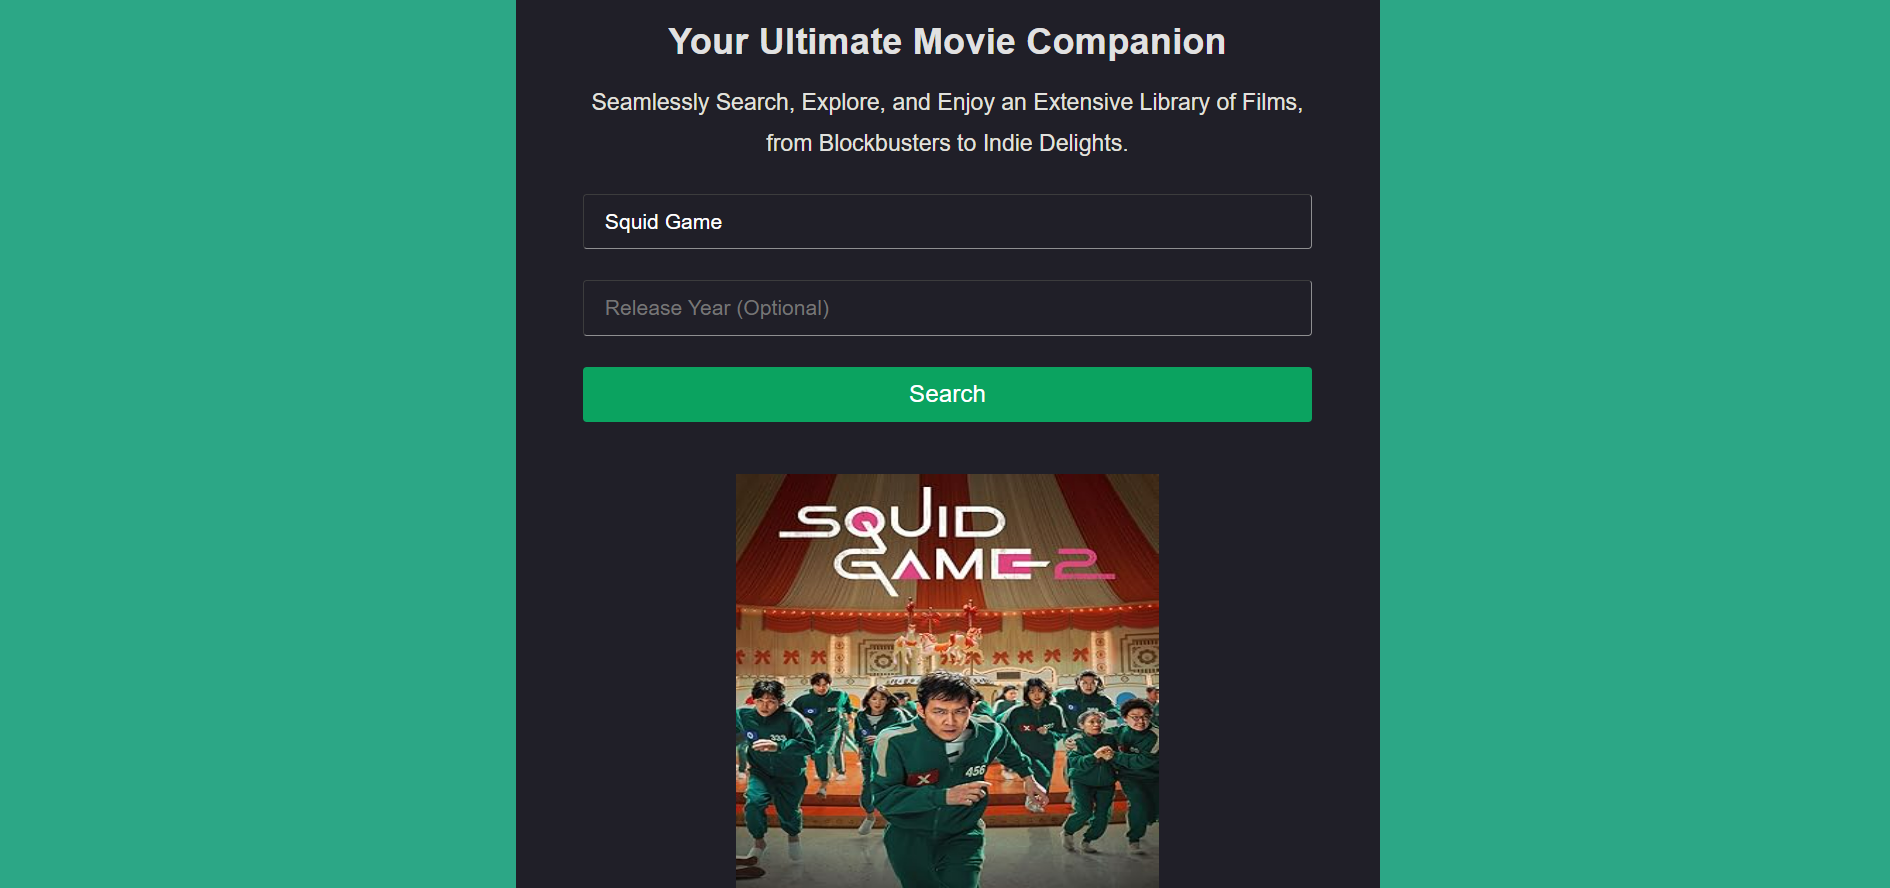 Your Ultimate Movie Companion
Seamlessly Search, Explore, and Enjoy an Extensive Library of Films,
from Blockbusters to Indie Delights.
Squid Game
Release Year (Optional)
Search
SQUID
GAME 2
333
456
X
X